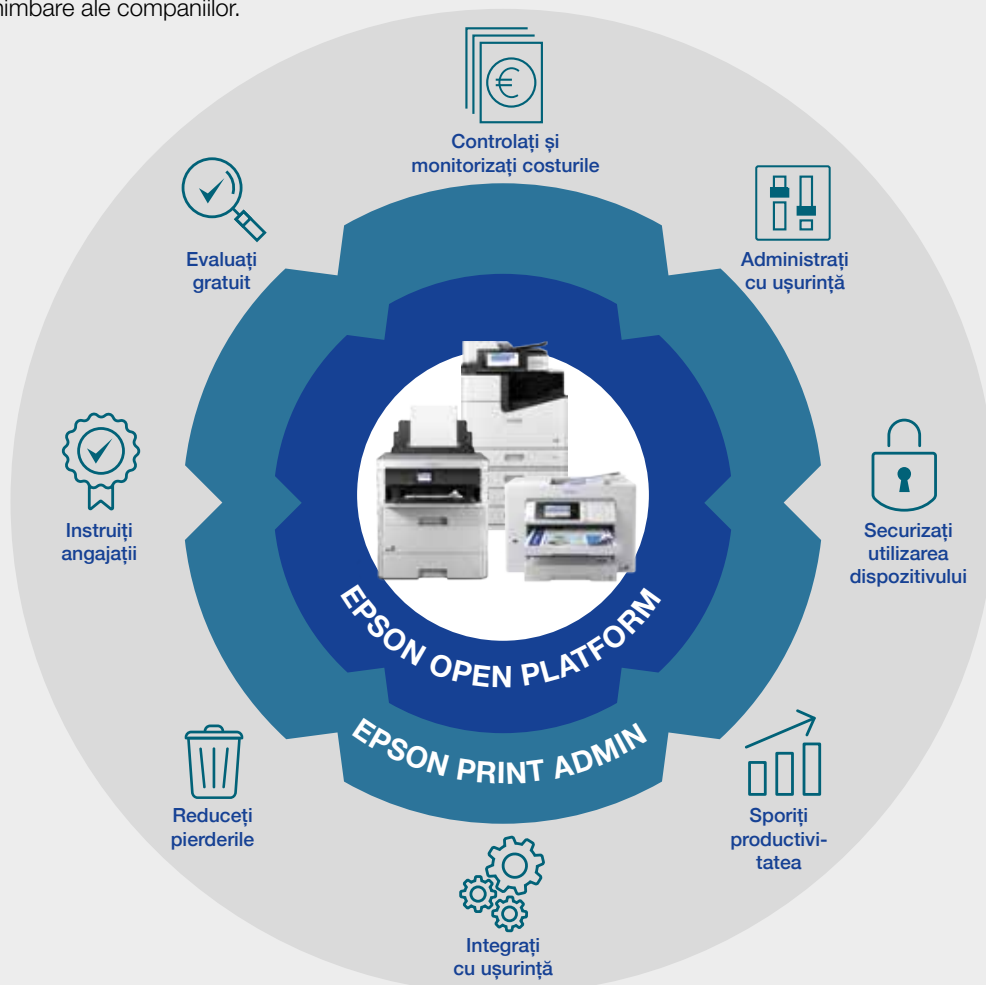 ale companiilor.
Controlați și
monitorizați costurile
Evaluați
gratuit
Administrați
cu ușurință
Instruiți
angajații
Securizați
utilizarea
dispozitivului
EPSON OPEN PLATFORM
EPSON PRINT ADMIN
Reduceți
pierderile
Sporiți
productivi-
tatea
Integrați
cu ușurință